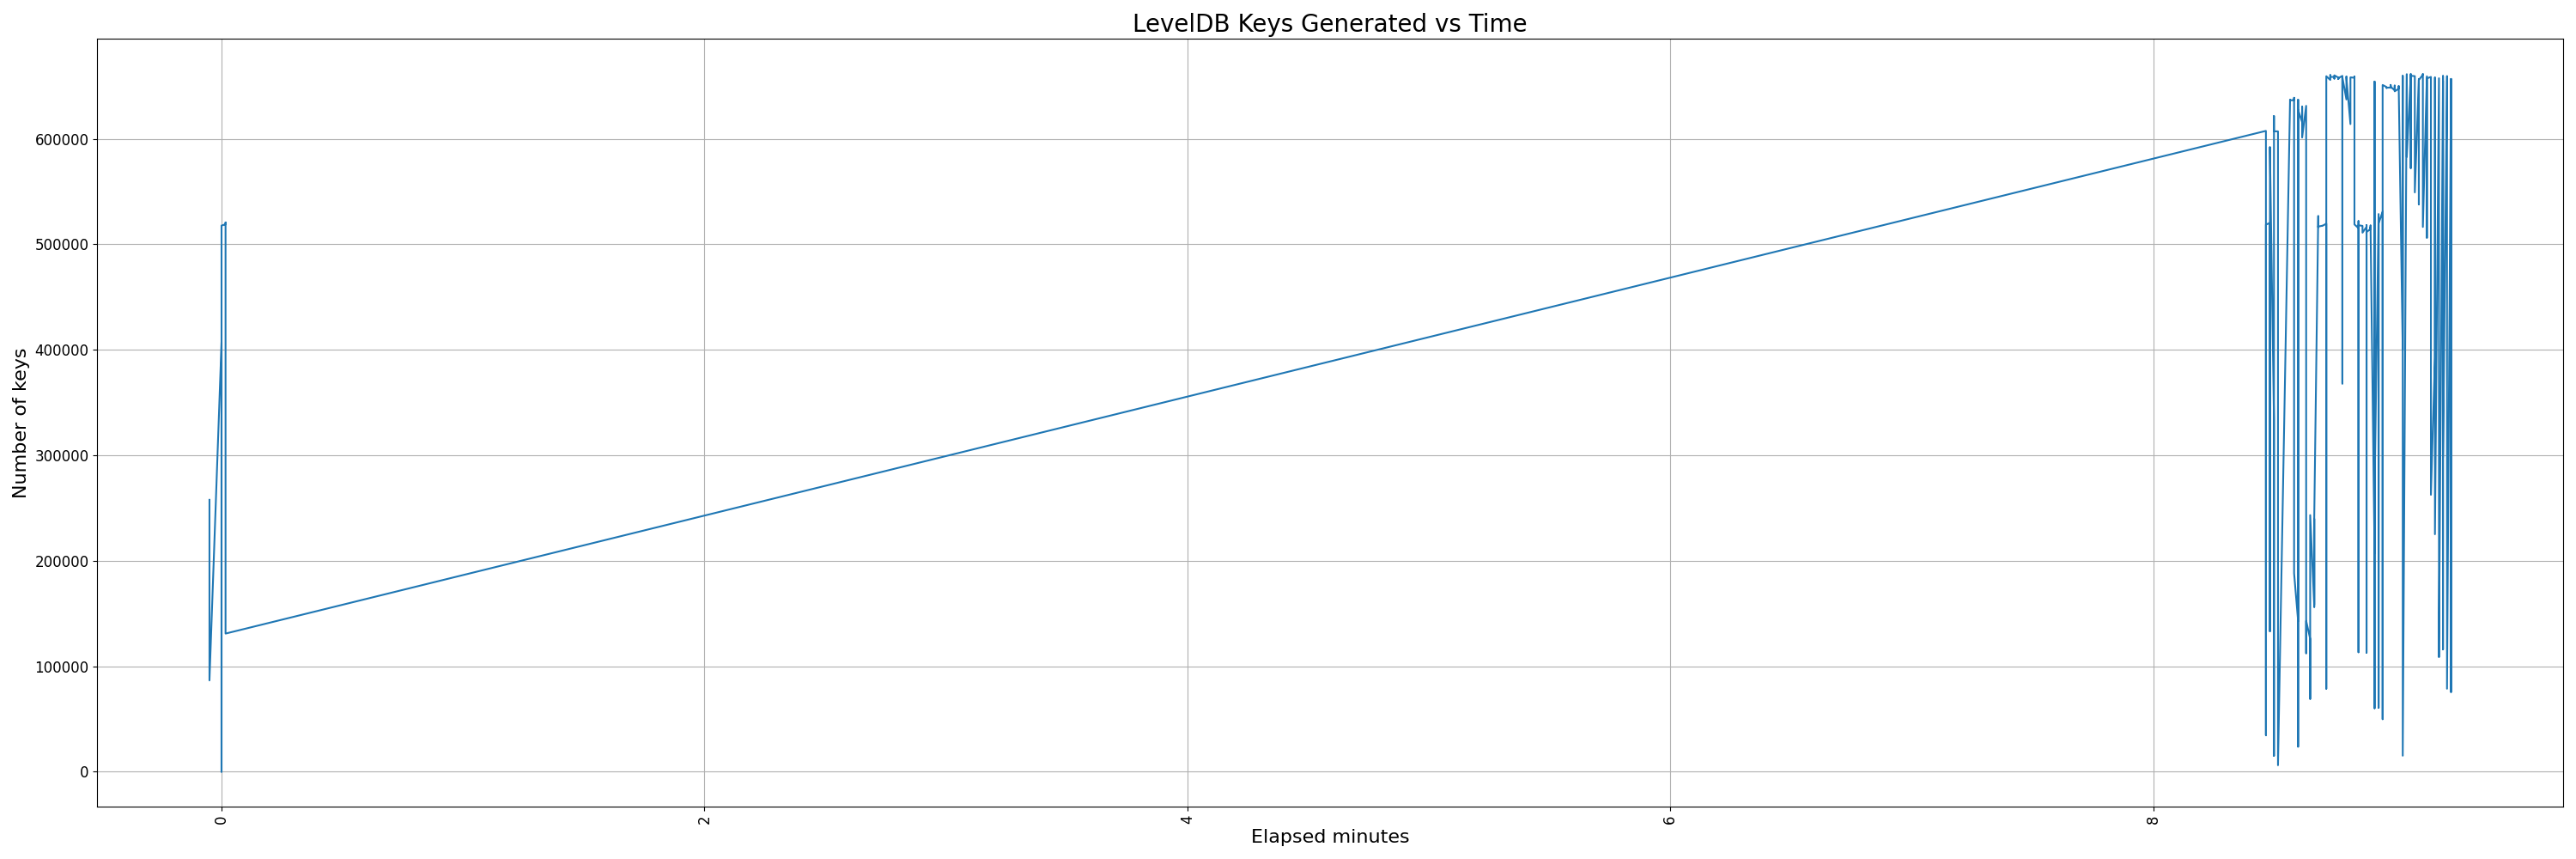 LevelDB Keys Generated vs Time
Number of keys
600000
500000
400000
300000
200000
100000
0
0 2 4 6 8
Elapsed minutes